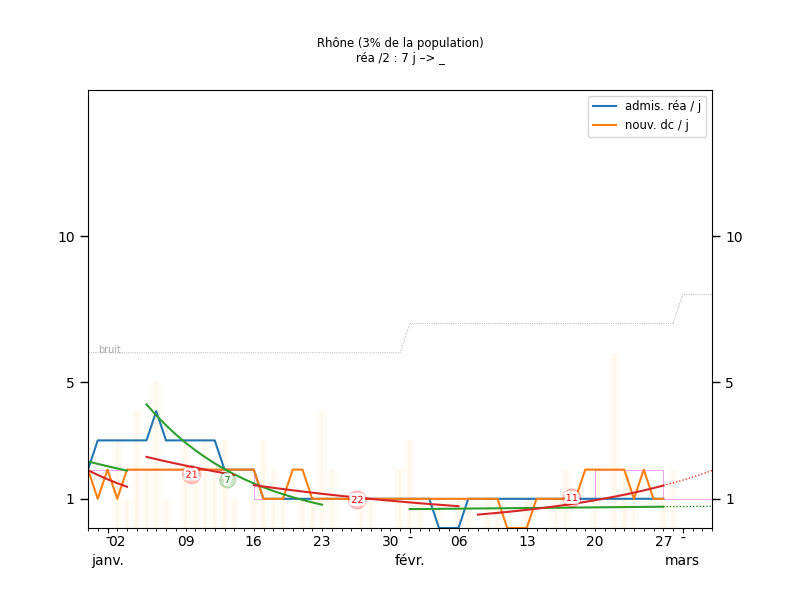 Rhône (3% de la population)
réa /2 : 7 j –> _
admis. réa / j
nouv. dc / j
10 10
bruit
5 5
21 7 22 11
1 1
02 09 16 23 30 - 06 13 20 27 -
janv. févr. mars